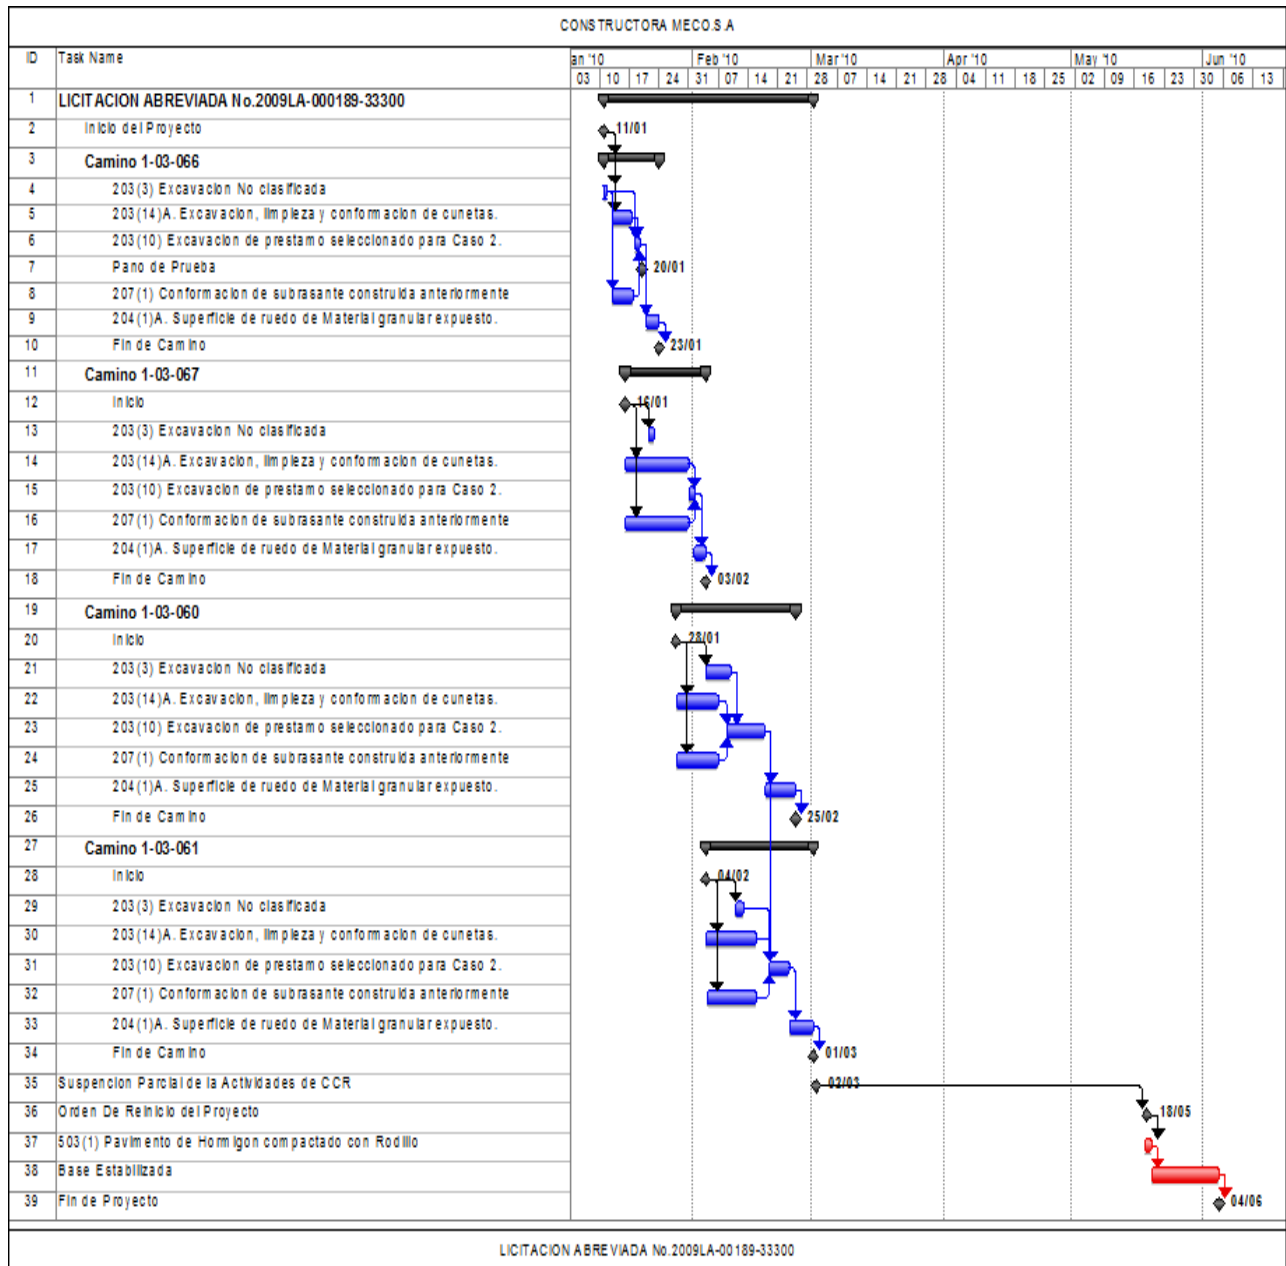 CONSTRUCTORA MECO.S.A
ID Task Name an '10 Feb '10 Mar '10 Apr '10 May '10 Jun '10
03 10 17 24 31 07 14 21 28 07 14 21 28 04 11 18 25 02 09 16 23 30 06 13
1 LICITACION ABREVIADA No.2009LA-000189-33300
2 Inicio del Proyecto 11/01
3 Camino 1-03-066
4 203(3) Excavacion No clasificada
5 203(14)A. Excavacion, limpieza y conformacion de cunetas.
6 203(10) Excavacion de prestamo seleccionado para Caso 2.
7 Pano de Prueba 20/01
8 207(1) Conformacion de subrasante construida anteriormente
9 204(1)A. Superficie de ruedo de Material granular expuesto.
10 Fin de Camino 23/01
11 Camino 1-03-067
12 Inicio 16/01
13 203(3) Excavacion No clasificada
14 203(14)A. Excavacion, limpieza y conformacion de cunetas.
15 203(10) Excavacion de prestamo seleccionado para Caso 2.
16 207(1) Conformacion de subrasante construida anteriormente
17 204(1)A. Superficie de ruedo de Material granular expuesto.
18 Fin de Camino 03/02
19 Camino 1-03-060
20 Inicio 28/01
21 203(3) Excavacion No clasificada
22 203(14)A. Excavacion, limpieza y conformacion de cunetas.
23 203(10) Excavacion de prestamo seleccionado para Caso 2.
24 207(1) Conformacion de subrasante construida anteriormente
25 204(1)A. Superficie de ruedo de Material granular expuesto.
26 Fin de Camino 25/02
27 Camino 1-03-061
28 Inicio 04/02
29 203(3) Excavacion No clasificada
30 203(14)A. Excavacion, limpieza y conformacion de cunetas.
31 203(10) Excavacion de prestamo seleccionado para Caso 2.
32 207(1) Conformacion de subrasante construida anteriormente
33 204(1)A. Superficie de ruedo de Material granular expuesto.
34 Fin de Camino 01/03
35 Suspencion Parcial de la Actividades de CCR 02/03
36 Orden De Reinicio del Proyecto 18/05
37 503(1) Pavimento de Hormigon compactado con Rodillo
38 Base Estabilizada
39 Fin de Proyecto 04/06
LICITACION ABREVIADA No.2009LA-00189-33300